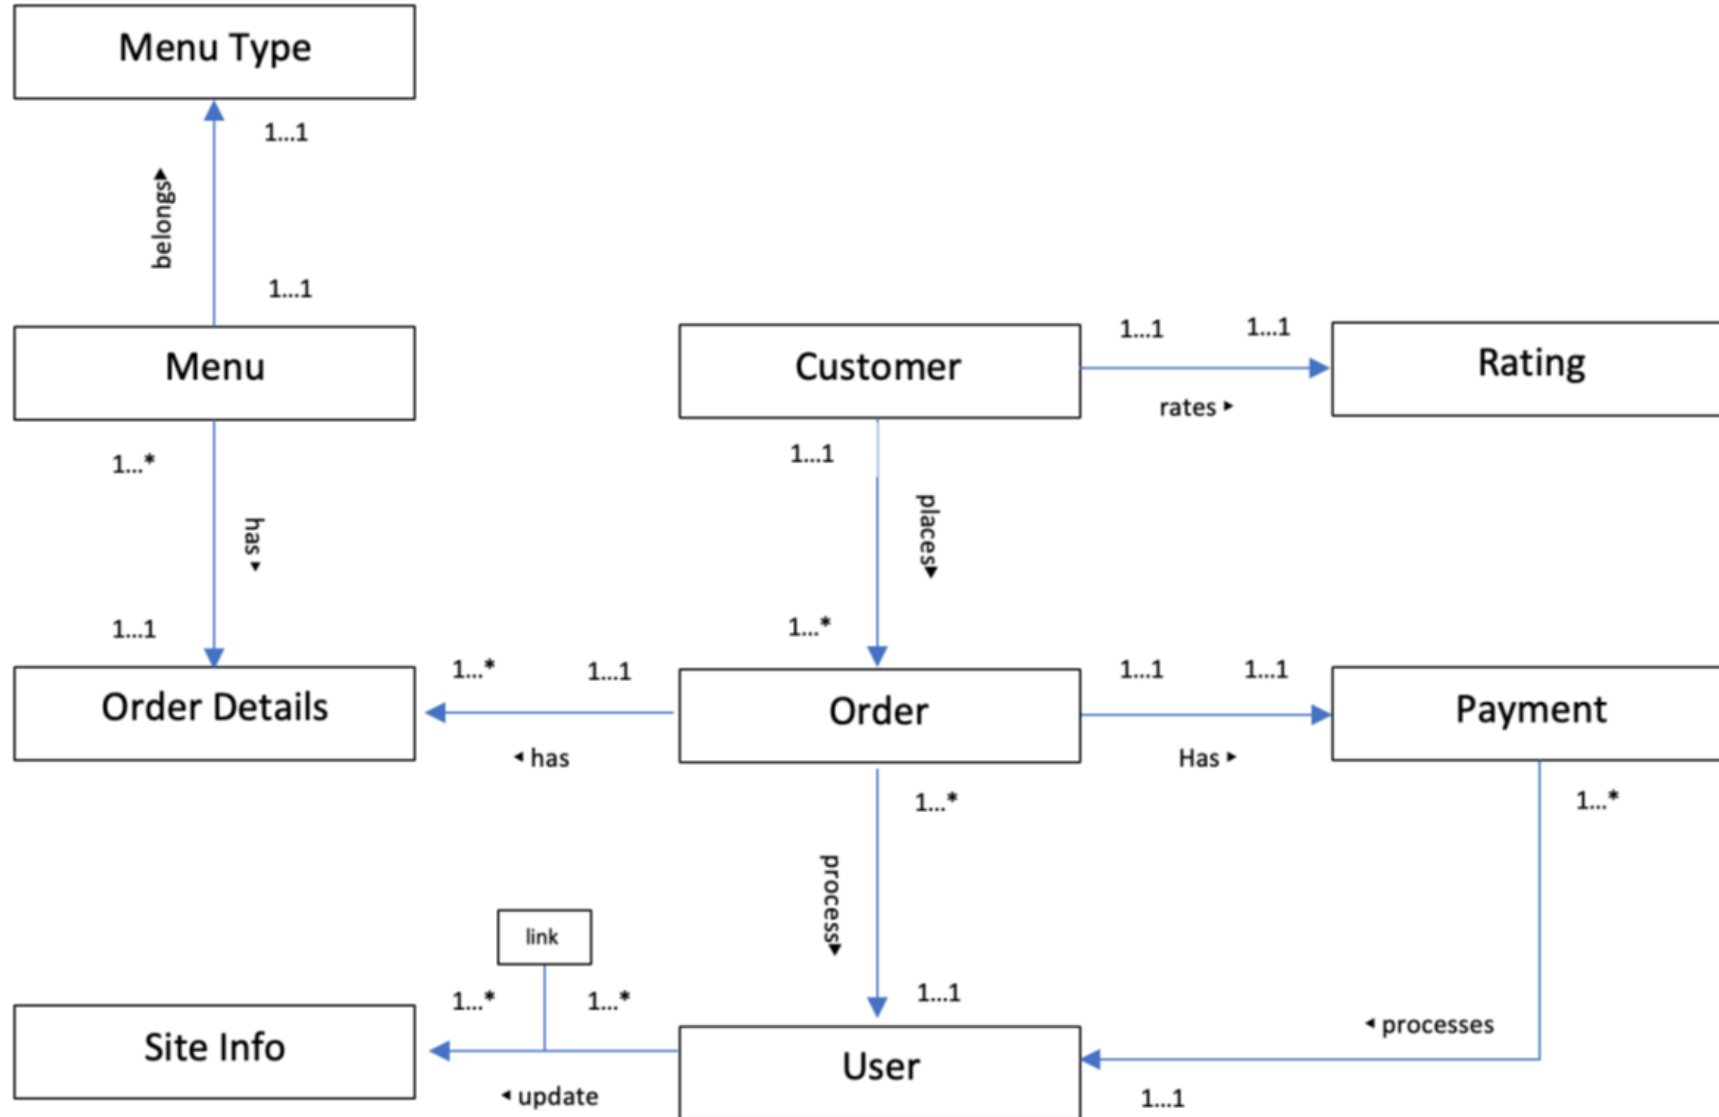 Menu Type
1...1
belongs
1...1
Menu
Customer
1...1
1...1
Rating
rates
1...*
1...1
has
places
1...1
1...*
Order Details
1...*
1...1
Order
1...1
1...1
Payment
has
Has
1...*
1...*
process
link
1...*
1...*
1...1
Site Info
User
processes
update
1...1